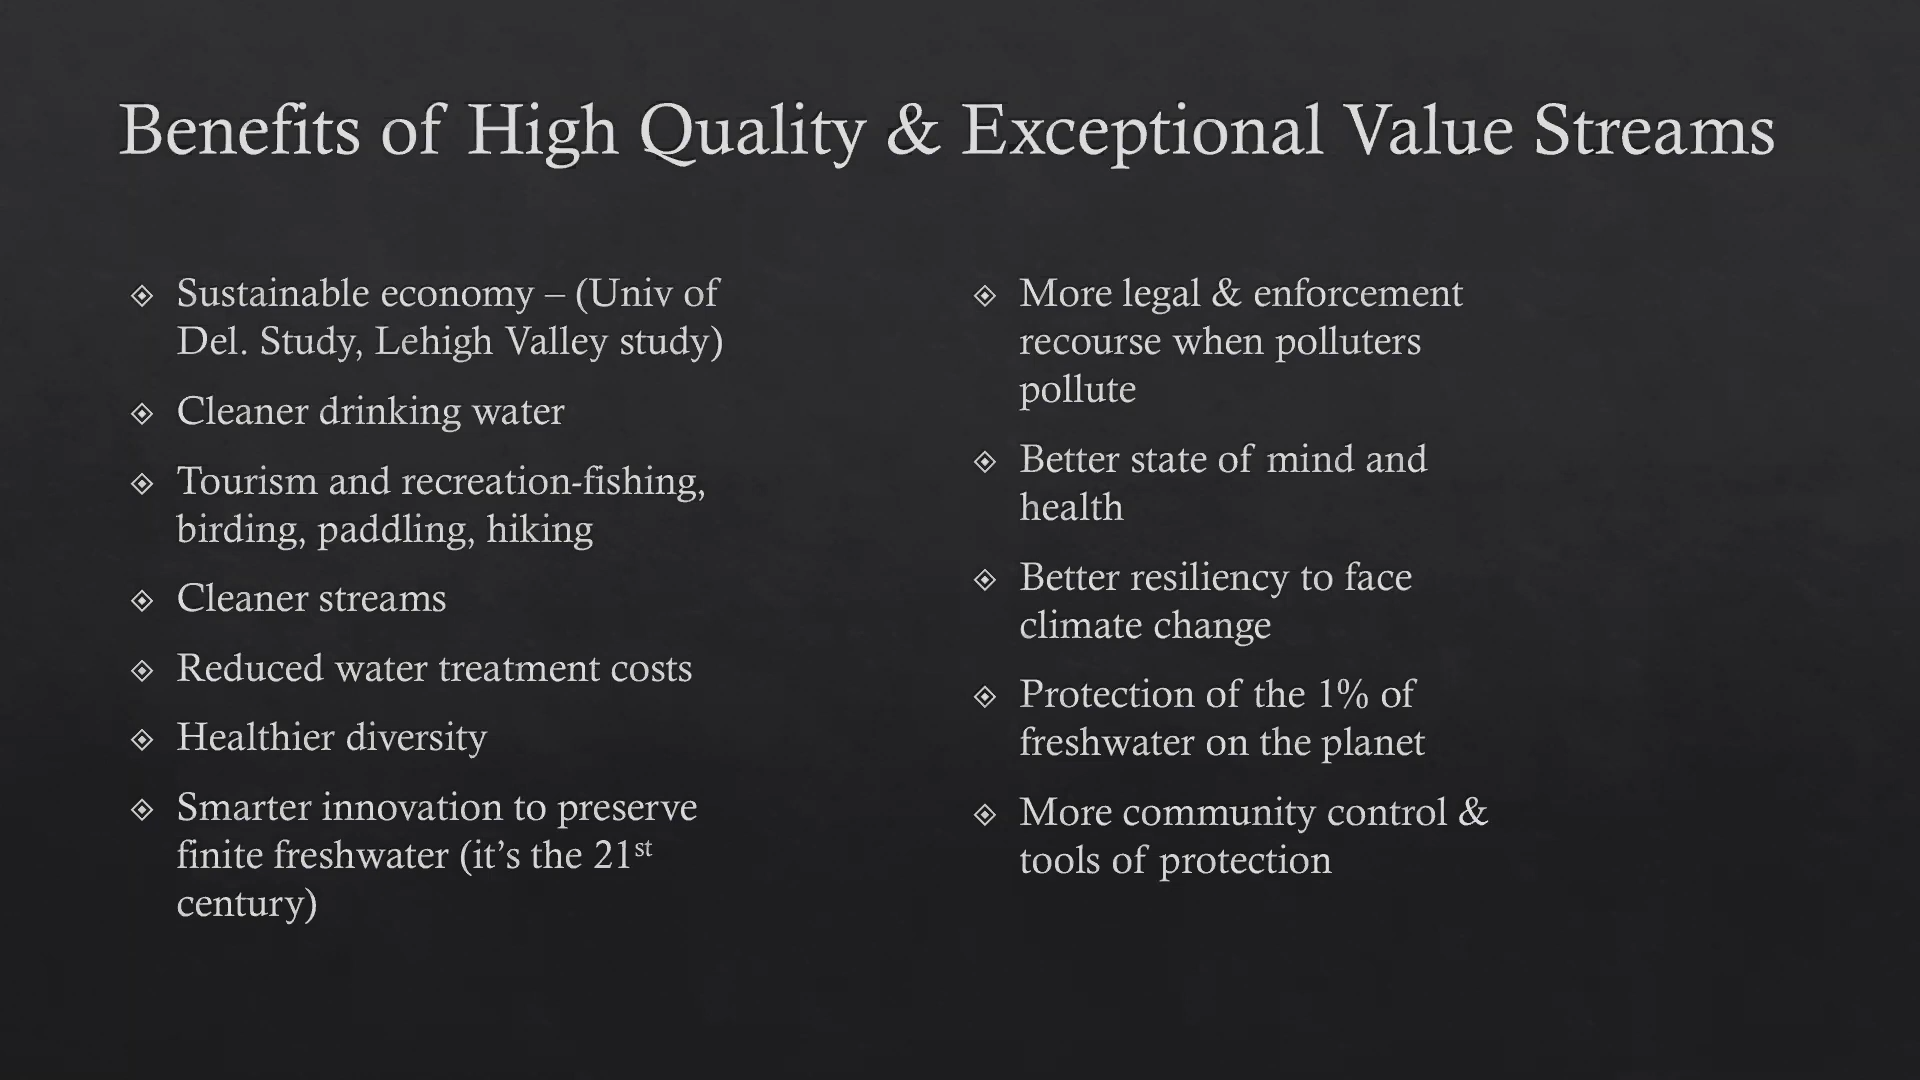 Benefits of High Quality & Exceptional Value Streams
Sustainable economy – (Univ of
Del. Study, Lehigh Valley study)
Cleaner drinking water
Tourism and recreation-fishing,
birding, paddling, hiking
Cleaner streams
Reduced water treatment costs
Healthier diversity
Smarter innovation to preserve
finite freshwater (it’s the 21st
century)
More legal & enforcement
recourse when polluters
pollute
Better state of mind and
health
Better resiliency to face
climate change
Protection of the 1% of
freshwater on the planet
More community control &
tools of protection